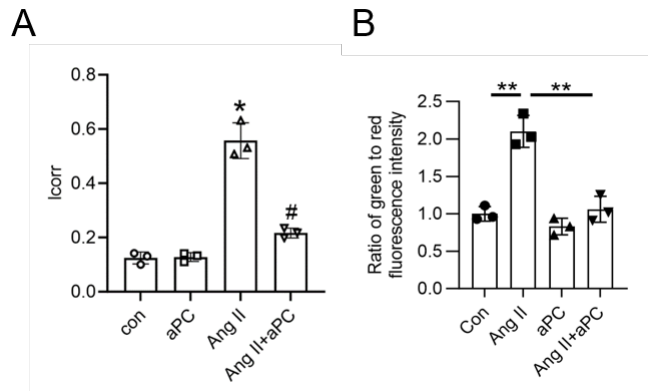 A
B
0.8
0.6
0.4
0.2
0.0
Icorr
*
#
con
aPC
Ang II
Ang II+aPC
** **
2.5
2.0
1.5
1.0
0.5
0.0
Ratio of green to red
fluorescence intensity
Con
Ang II
aPC
Ang II+aPC